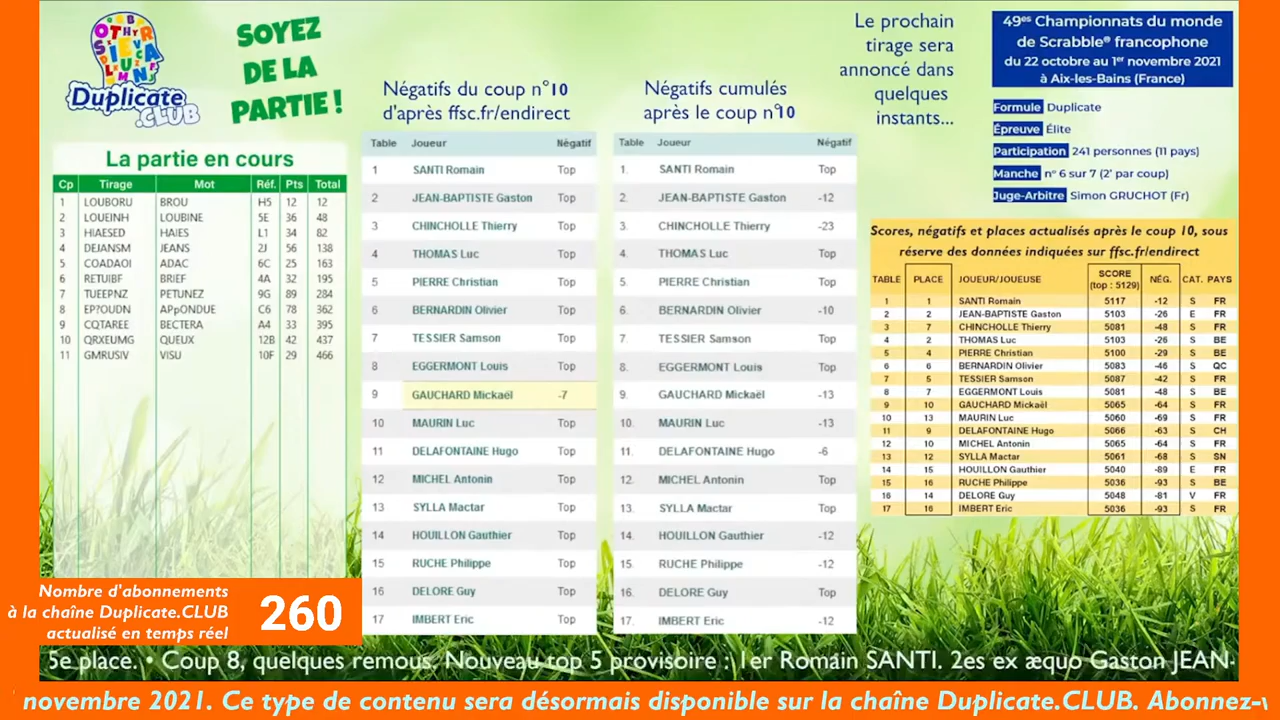 Duplicate
.CLUB
SOYEZ
DE LA
PARTIE !
La partie en cours
Cp Tirage Mot Réf. Pts Total
1 LOUBORU BROU H5 12 12
2 LOUEINH LOUBINE 5E 36 48
3 HIAESED HAIES L1 34 82
4 DEJANSM JEANS 2J 56 138
5 COADAOI ADAC 6C 25 163
6 RETUIBF BRIEF 4A 32 195
7 TUEEPNZ PETUNEZ 9G 89 284
8 EP?OUDN APpONDUE C6 78 362
9 CQTAREE BECTERA A4 33 395
10 QRXEUMG QUEUX 12B 42 437
11 GMRUSIV VISU 10F 29 466
Négatifs du coup n°10
d'après ffsc.fr/endirect
Table Joueur Négatif
1 SANTI Romain Top
2 JEAN-BAPTISTE Gaston Top
3 CHINCHOLLE Thierry Top
4 THOMAS Luc Top
5 PIERRE Christian Top
6 BERNARDIN Olivier Top
7 TESSIER Samson Top
8 EGGERMONT Louis Top
9 GAUCHARD Mickaël -7
10 MAURIN Luc Top
11 DELAFONTAINE Hugo Top
12 MICHEL Antonin Top
13 SYLLA Mactar Top
14 HOUILLON Gauthier Top
15 RUCHE Philippe Top
16 DELORE Guy Top
17 IMBERT Eric Top
Négatifs cumulés
après le coup n°10
Table Joueur Négatif
1. SANTI Romain Top
2. JEAN-BAPTISTE Gaston -12
3. CHINCHOLLE Thierry -23
4. THOMAS Luc Top
5. PIERRE Christian Top
6. BERNARDIN Olivier -10
7. TESSIER Samson Top
8. EGGERMONT Louis Top
9. GAUCHARD Mickaël -13
10. MAURIN Luc -13
11. DELAFONTAINE Hugo -6
12. MICHEL Antonin Top
13. SYLLA Mactar Top
14. HOUILLON Gauthier -12
15. RUCHE Philippe -12
16. DELORE Guy Top
17. IMBERT Eric -12
Le prochain
tirage sera
annoncé dans
quelques
instants...
49es Championnats du monde
de Scrabble® francophone
du 22 octobre au 1er novembre 2021
à Aix-les-Bains (France)
Formule Duplicate
Épreuve Élite
Participation 241 personnes (11 pays)
Manche n° 6 sur 7 (2' par coup)
Juge-Arbitre Simon GRUCHOT (Fr)
Scores, négatifs et places actualisés après le coup 10, sous
réserve des données indiquées sur ffsc.fr/endirect
TABLE PLACE JOUEUR/JOUEUSE SCORE (top : 5129) NÉG. CAT. PAYS
1 1 SANTI Romain 5117 -12 S FR
2 2 JEAN-BAPTISTE Gaston 5103 -26 E FR
3 7 CHINCHOLLE Thierry 5081 -48 S FR
4 2 THOMAS Luc 5103 -26 S BE
5 4 PIERRE Christian 5100 -29 S BE
6 6 BERNARDIN Olivier 5083 -46 S QC
7 5 TESSIER Samson 5087 -42 S FR
8 7 EGGERMONT Louis 5081 -48 S BE
9 10 GAUCHARD Mickaël 5065 -64 S FR
10 13 MAURIN Luc 5060 -69 S FR
11 9 DELAFONTAINE Hugo 5066 -63 S CH
12 10 MICHEL Antonin 5065 -64 S FR
13 12 SYLLA Mactar 5061 -68 S SN
14 15 HOUILLON Gauthier 5040 -89 E FR
15 16 RUCHE Philippe 5036 -93 S BE
16 14 DELORE Guy 5048 -81 V FR
17 16 IMBERT Eric 5036 -93 S FR
Nombre d'abonnements
à la chaîne Duplicate.CLUB
actualisé en temps réel
260
5e place. • Coup 8, quelques remous, Nouveau top 5 provisoire : 1er Romain SANTI. 2es ex æquo Gaston JEAN-
novembre 2021. Ce type de contenu sera désormais disponible sur la chaîne Duplicate.CLUB. Abonnez-v